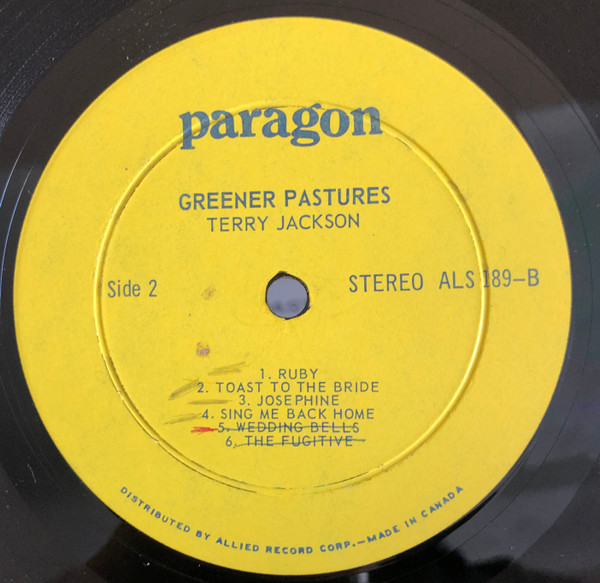 paragon
GREENER PASTURES
TERRY JACKSON
Side 2
STEREO ALS 189-B
1. RUBY
2. TOAST TO THE BRIDE
3. JOSEPHINE
4. SING ME BACK HOME
5. WEDDING BELLS
6. THE FUGITIVE
DISTRIBUTED BY ALLIED RECORD CORP.—MADE IN CANADA